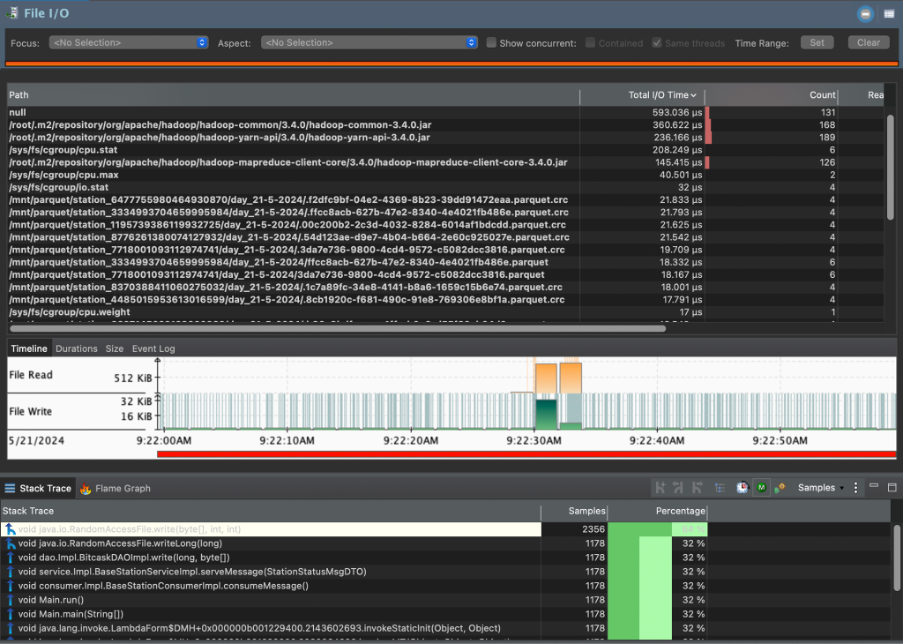 File I/O
Focus: <No Selection> Aspect: <No Selection> Show concurrent: Contained Same threads Time Range: Set Clear
Path Total I/O Time Count Rea
null 593.036 µs 131
/root/.m2/repository/org/apache/hadoop/hadoop-common/3.4.0/hadoop-common-3.4.0.jar 360.622 µs 168
/root/.m2/repository/org/apache/hadoop/hadoop-yarn-api/3.4.0/hadoop-yarn-api-3.4.0.jar 236.166 µs 189
/sys/fs/cgroup/cpu.stat 208.249 µs 6
/root/.m2/repository/org/apache/hadoop/hadoop-mapreduce-client-core/3.4.0/hadoop-mapreduce-client-core-3.4.0.jar 145.415 µs 126
/sys/fs/cgroup/cpu.max 40.501 µs 2
/sys/fs/cgroup/io.stat 32 µs 4
/mnt/parquet/station_6477755980464930870/day_21-5-2024/.f2dfc9bf-04e2-4369-8b23-39dd91472eaa.parquet.crc 21.833 µs 4
/mnt/parquet/station_3334993704659995984/day_21-5-2024/.ffcc8acb-627b-47e2-8340-4e4021fb486e.parquet.crc 21.793 µs 4
/mnt/parquet/station_1195739386119932725/day_21-5-2024/.00c200b2-2c3d-4032-8284-6014af1bdcdd.parquet.crc 21.625 µs 4
/mnt/parquet/station_8776261380074127932/day_21-5-2024/.54d123ae-d9e7-4b04-b664-2e60c925027e.parquet.crc 21.542 µs 4
/mnt/parquet/station_7718001093112974741/day_21-5-2024/.3da7e736-9800-4cd4-9572-c5082dcc3816.parquet.crc 19.709 µs 4
/mnt/parquet/station_3334993704659995984/day_21-5-2024/ffcc8acb-627b-47e2-8340-4e4021fb486e.parquet 18.332 µs 6
/mnt/parquet/station_7718001093112974741/day_21-5-2024/3da7e736-9800-4cd4-9572-c5082dcc3816.parquet 18.167 µs 6
/mnt/parquet/station_8370388411060275032/day_21-5-2024/.1c7a89fc-34e8-4141-b8a6-1659c15b6e74.parquet.crc 18.001 µs 4
/mnt/parquet/station_4485015953613016599/day_21-5-2024/.8cb1920c-f681-490c-91e8-769306e8bf1a.parquet.crc 17.791 µs 4
/sys/fs/cgroup/cpu.weight 17 µs 1
Timeline Durations Size Event Log
File Read
512 KiB
32 KiB
File Write
16 KiB
5/21/2024 9:22:00AM 9:22:10AM 9:22:20AM 9:22:30AM 9:22:40AM 9:22:50AM
Stack Trace Flame Graph Samples
Stack Trace Samples Percentage
void java.io.RandomAccessFile.write(byte[], int, int) 2356
void java.io.RandomAccessFile.writeLong(long) 1178 32 %
void dao.Impl.BitcaskDAOImpl.write(long, byte[]) 1178 32 %
void service.Impl.BaseStationServiceImpl.serveMessage(StationStatusMsgDTO) 1178 32 %
void consumer.Impl.BaseStationConsumerImpl.consumeMessage() 1178 32 %
void Main.run() 1178 32 %
void Main.main(String[]) 1178 32 %
void java.lang.invoke.LambdaForm$DMH+0x000000b001229400.2143602693.invokeStaticInit(Object, Object) 1178 32 %